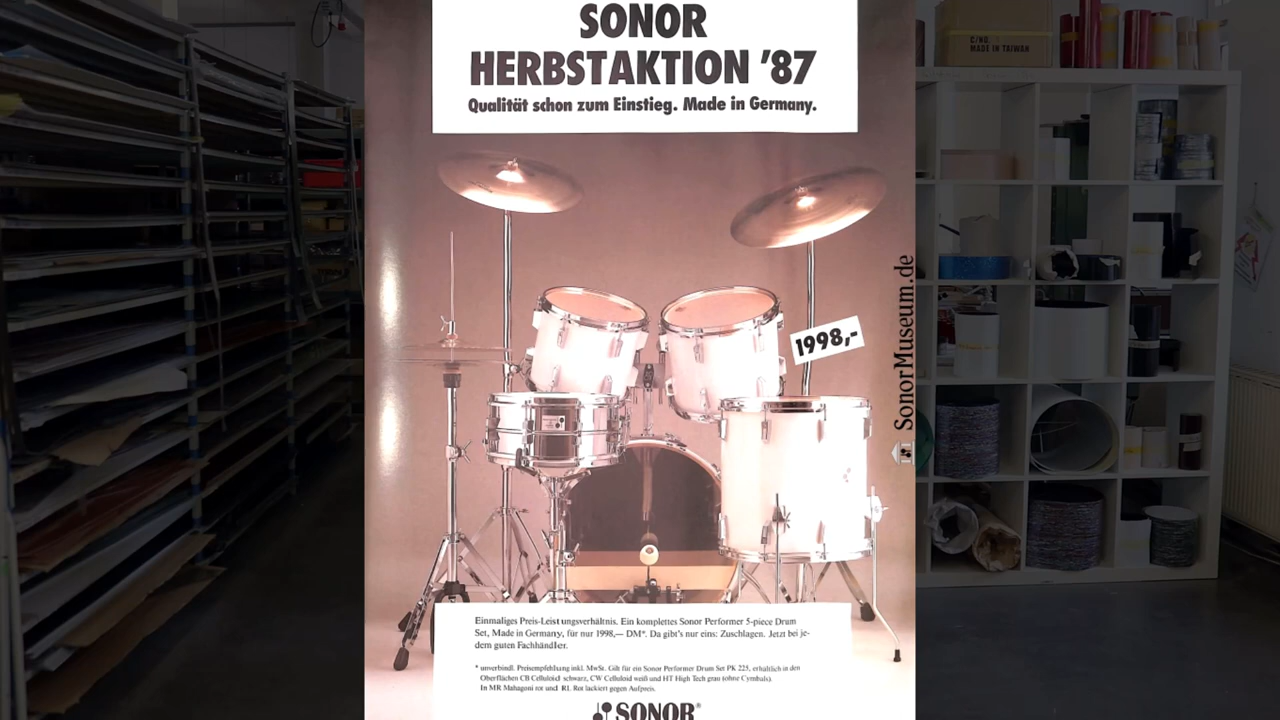 SONOR
HERBSTAKTION '87
Qualität schon zum Einstieg. Made in Germany.
C/NO.
MADE IN TAIWAN
1998,-
SonorMuseum.de
Einmaliges Preis-Leistungsverhältnis. Ein komplettes Sonor Performer 5-piece Drum
Set, Made in Germany, für nur 1998,— DM*. Da gibt's nur eins: Zuschlagen. Jetzt bei je-
dem guten Fachhändler.
* unverbindl. Preisempfehlung inkl. MwSt. Gilt für ein Sonor Performer Drum Set PK 225, erhältlich in den
Oberflächen CB Celluloid schwarz, CW Celluloid weiß und HT High Tech grau (ohne Cymbals).
In MR Mahagoni rot und RL Rot lackiert gegen Aufpreis.
SONOR®